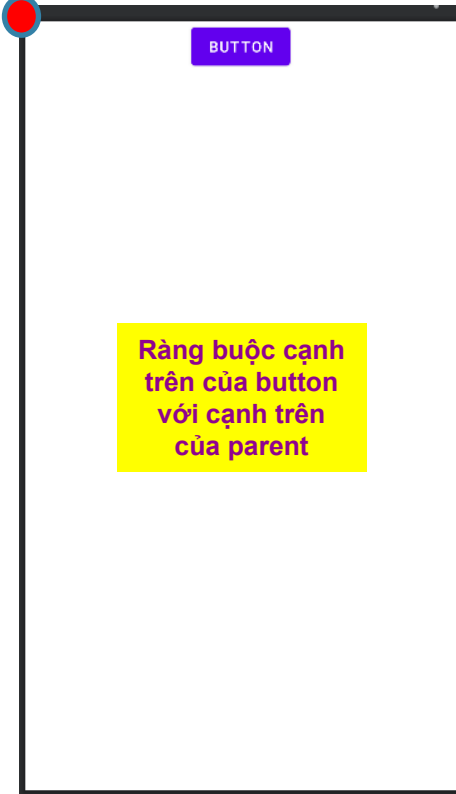 BUTTON
Ràng buộc cạnh
trên của button
với cạnh trên
của parent